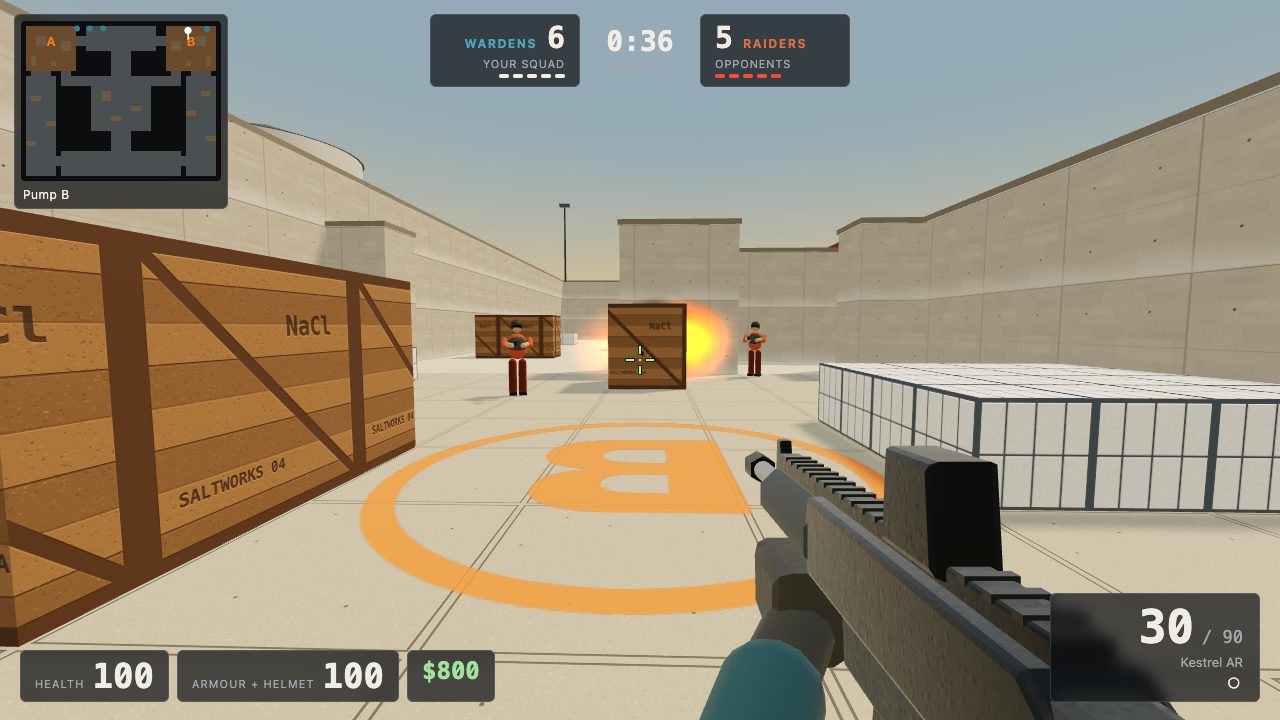 A
B
Pump B
WARDENS 6
YOUR SQUAD
0:36
5 RAIDERS
OPPONENTS
NaCl
NaCl
SALTWORKS 04
SALTWORKS 04
B
HEALTH 100
ARMOUR + HELMET 100
$800
30 / 90
Kestrel AR